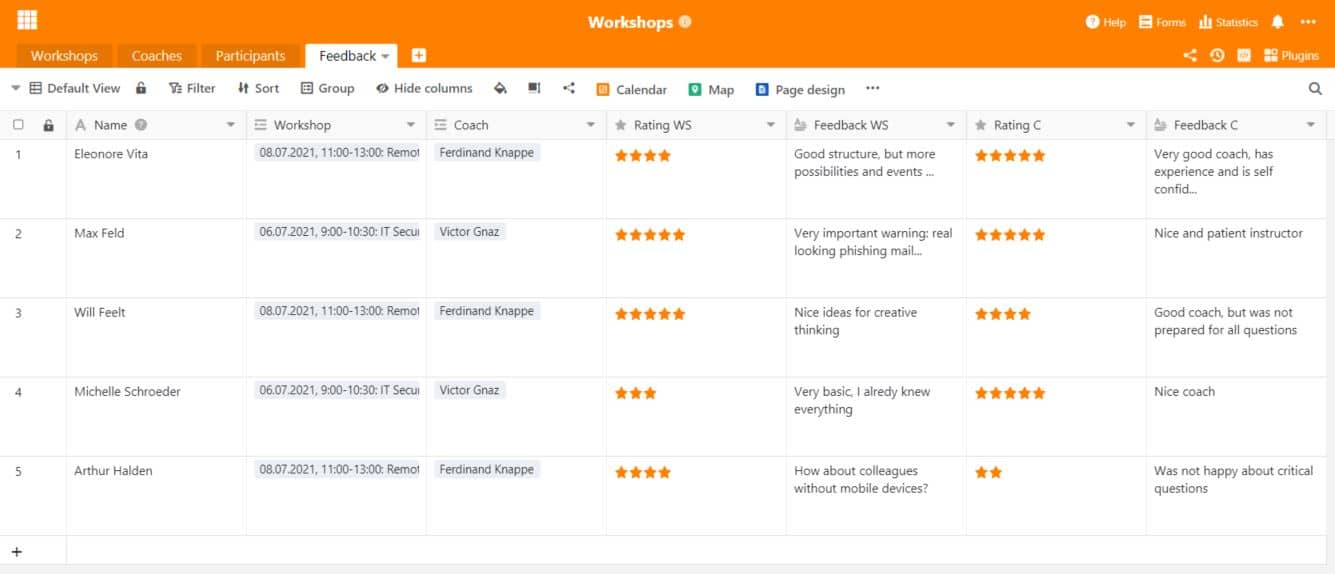 Workshops
Help Forms Statistics
Workshops Coaches Participants Feedback
Plugins
Default View Filter Sort Group Hide columns Calendar Map Page design
Name Workshop Coach Rating WS Feedback WS Rating C Feedback C
1 Eleonore Vita 08.07.2021, 11:00-13:00: Remot Ferdinand Knappe
Good structure, but more
possibilities and events ...
Very good coach, has
experience and is self
confid...
2 Max Feld 06.07.2021, 9:00-10:30: IT Secur Victor Gnaz
Very important warning: real
looking phishing mail...
Nice and patient instructor
3 Will Feelt 08.07.2021, 11:00-13:00: Remot Ferdinand Knappe
Nice ideas for creative
thinking
Good coach, but was not
prepared for all questions
4 Michelle Schroeder 06.07.2021, 9:00-10:30: IT Secur Victor Gnaz
Very basic, I alredy knew
everything
Nice coach
5 Arthur Halden 08.07.2021, 11:00-13:00: Remot Ferdinand Knappe
How about colleagues
without mobile devices?
Was not happy about critical
questions